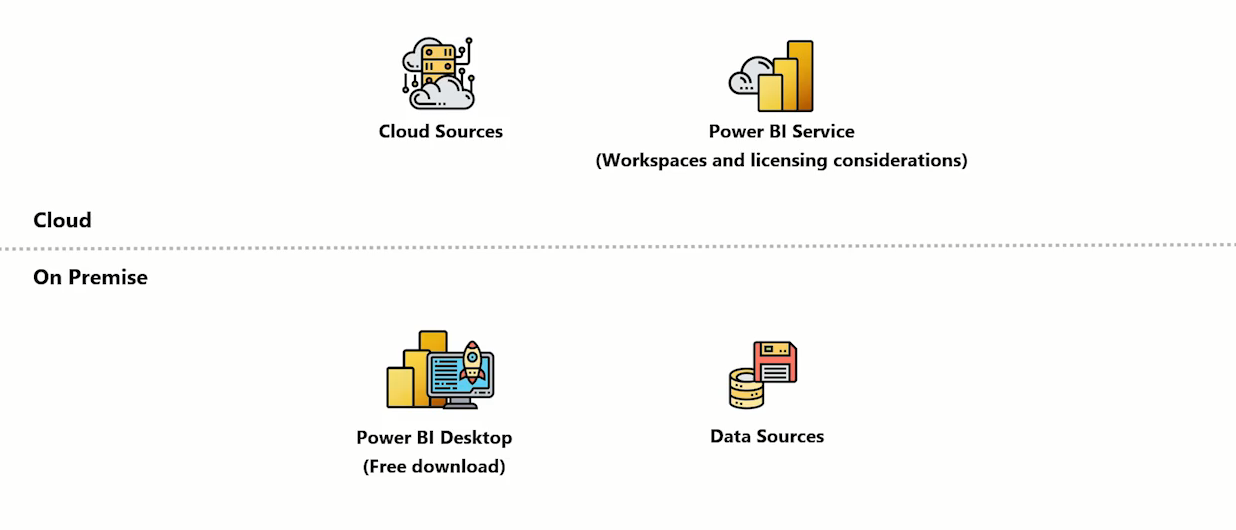 Cloud Sources
Power BI Service
(Workspaces and licensing considerations)
Cloud
On Premise
Power BI Desktop
(Free download)
Data Sources